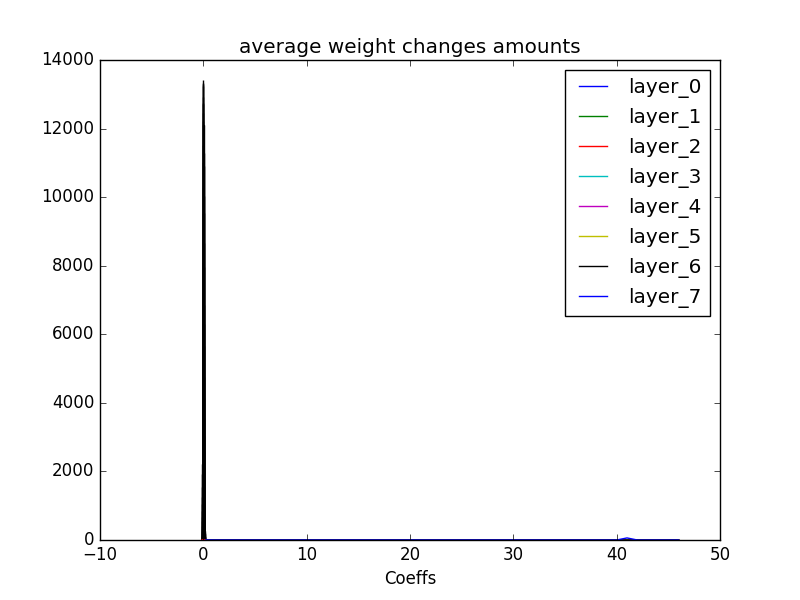 average weight changes amounts
14000
12000
10000
8000
6000
4000
2000
0
−10
0
10
20
30
40
50
Coeffs
layer_0
layer_1
layer_2
layer_3
layer_4
layer_5
layer_6
layer_7